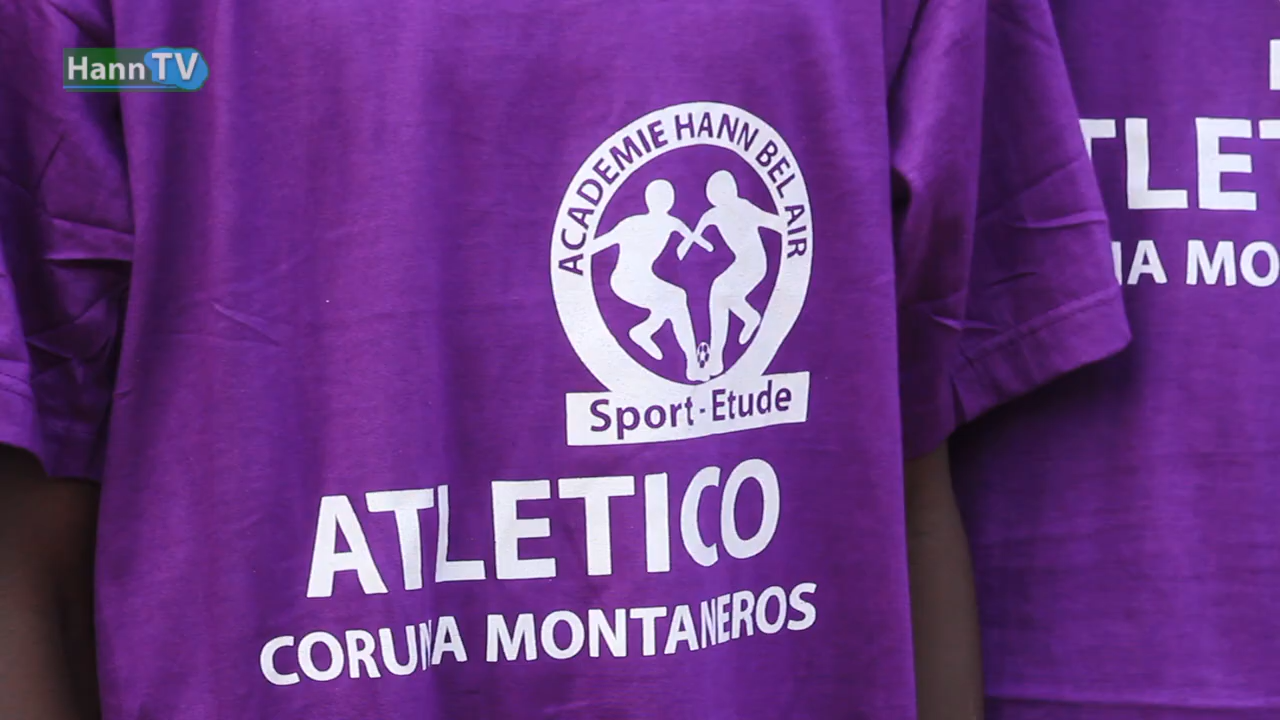 HannTV
ACADEMIE HANN BEL AIR
Sport-Etude
ATLETICO
CORUNA MONTANEROS